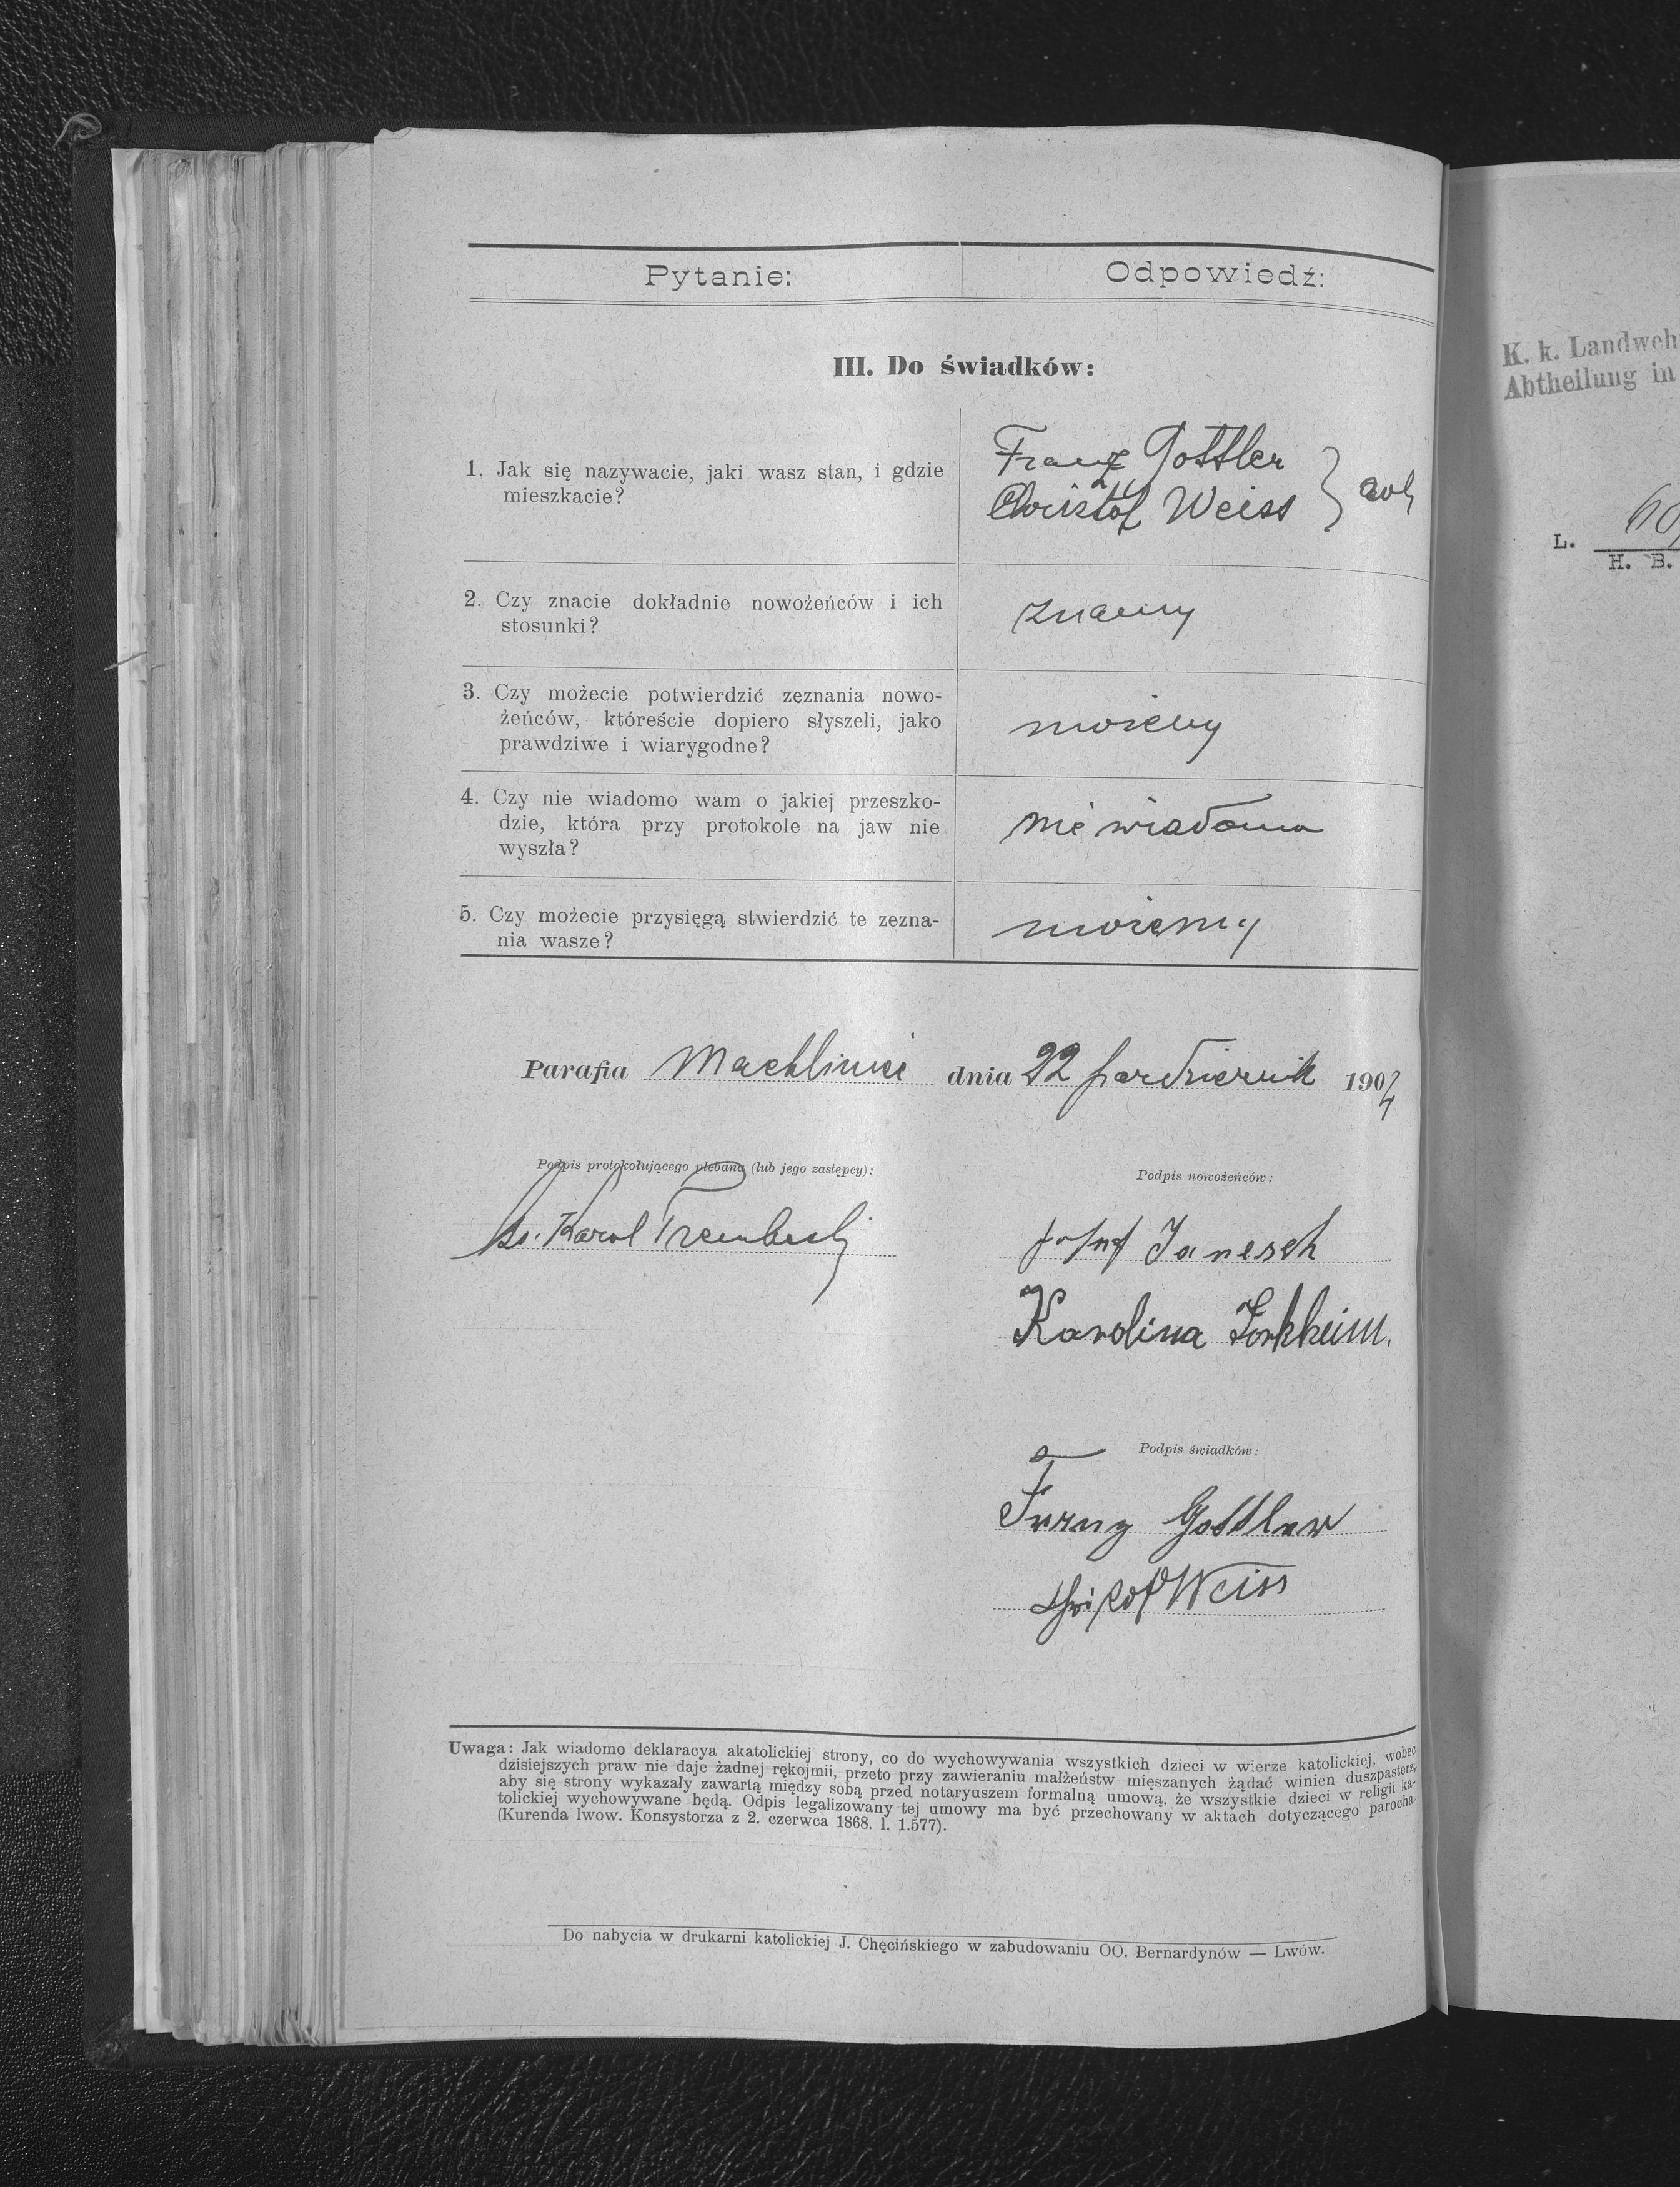 Pytanie: Odpowiedź:
III. Do świadków:
1. Jak się nazywacie, jaki wasz stan, i gdzie
mieszkacie?
Franz Gottler
Christof Weiss
2. Czy znacie dokładnie nowożeńców i ich
stosunki?
znamy
3. Czy możecie potwierdzić zeznania nowo-
żeńców, któreście dopiero słyszeli, jako
prawdziwe i wiarygodne?
możemy
4. Czy nie wiadomo wam o jakiej przeszko-
dzie, która przy protokole na jaw nie
wyszła?
nie wiadomo
5. Czy możecie przysięgą stwierdzić te zezna-
nia wasze?
możemy
Parafia Machliniec dnia 22 październik 1904
Podpis protokołującego plebana (lub jego zastępcy):
Ks. Karol Trembecki
Podpis nowożeńców:
Josef Janesch
Karolina Forkheim.
Podpis świadków:
Franz Gottler
Christof Weiss
Uwaga: Jak wiadomo deklaracya akatolickiej strony, co do wychowywania wszystkich dzieci w wierze katolickiej, wobec
dzisiejszych praw nie daje żadnej rękojmii, przeto przy zawieraniu małżeństw mięszanych żądać winien duszpasterz,
aby się strony wykazały zawartą między sobą przed notaryuszem formalną umową, że wszystkie dzieci w religii ka-
tolickiej wychowywane będą. Odpis legalizowany tej umowy ma być przechowany w aktach dotyczącego parocha.
(Kurenda lwow. Konsystorza z 2. czerwca 1868. l. 1.577).
Do nabycia w drukarni katolickiej J. Chęcińskiego w zabudowaniu OO. Bernardynów — Lwów.
K. k. Landweh
Abtheilung in
L.
H. B.